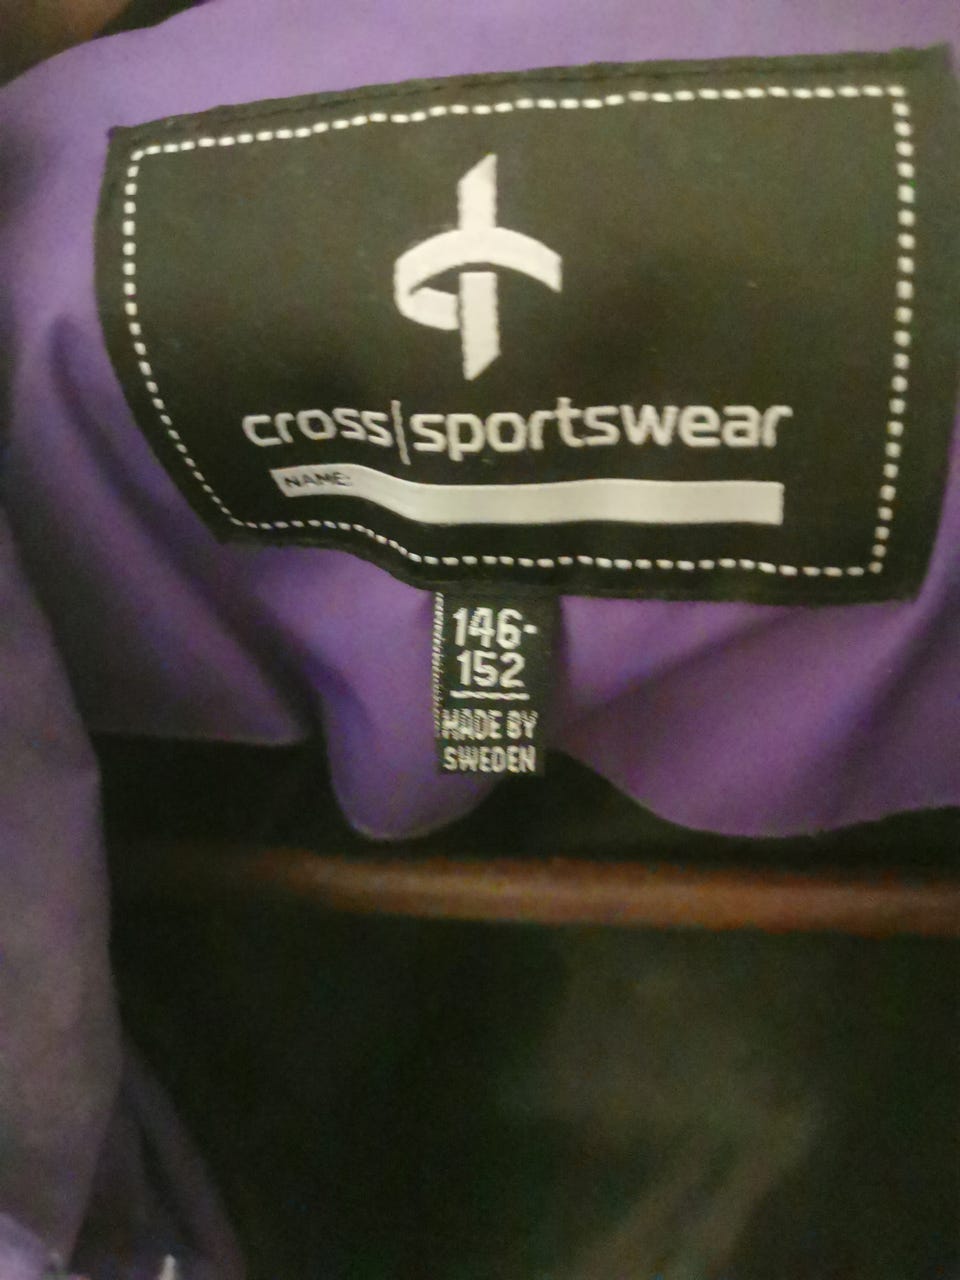 cross|sportswear
NAME:
146-
152
MADE BY
SWEDEN